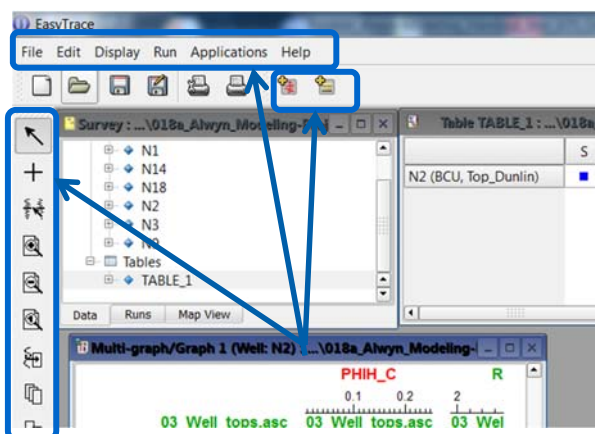 EasyTrace
File Edit Display Run Applications Help
Survey : ...\018a_Alwyn_Modeling-
Table TABLE_1 : ...\018a
N1
N14
N18
N2
N3
N9
Tables
TABLE_1
Data Runs Map View
S
N2 (BCU, Top_Dunlin)
Multi-graph/Graph 1 (Well: N2) : ...\018a_Alwyn_Modeling-
PHIH_C R
0.1 0.2 2
03_Well_tops.asc 03_Well_tops.asc 03_Wel